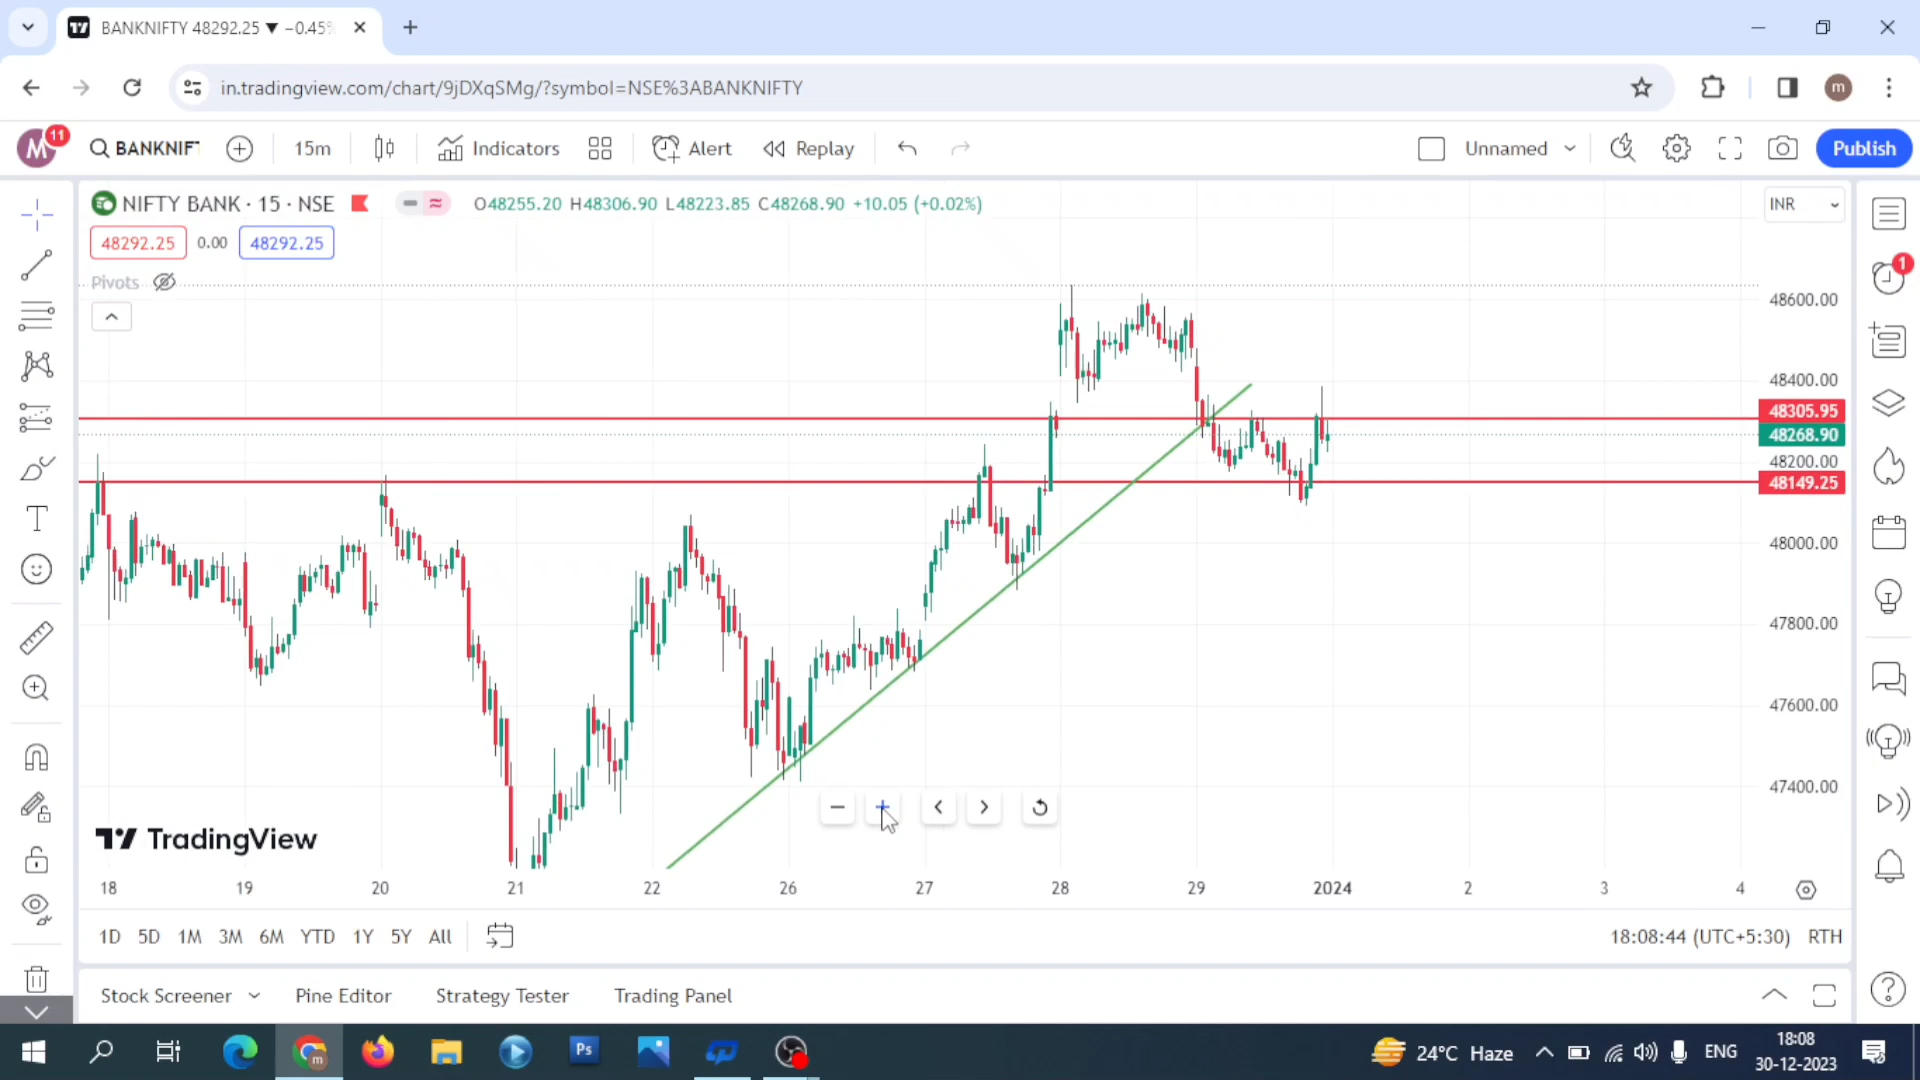 BANKNIFTY 48292.25 ▼ −0.45%
in.tradingview.com/chart/9jDXqSMg/?symbol=NSE%3ABANKNIFTY
m
M
11
BANKNIFT
15m
Indicators
Alert
Replay
Unnamed
Publish
NIFTY BANK · 15 · NSE
O48255.20 H48306.90 L48223.85 C48268.90 +10.05 (+0.02%)
INR
48292.25
0.00
48292.25
Pivots
1
48600.00
48400.00
48305.95
48268.90
48200.00
48149.25
48000.00
47800.00
47600.00
47400.00
TradingView
18 19 20 21 22 26 27 28 29 2024 2 3 4
1D 5D 1M 3M 6M YTD 1Y 5Y All
18:08:44 (UTC+5:30) RTH
Stock Screener Pine Editor Strategy Tester Trading Panel
Ps
24°C Haze
ENG
18:08
30-12-2023